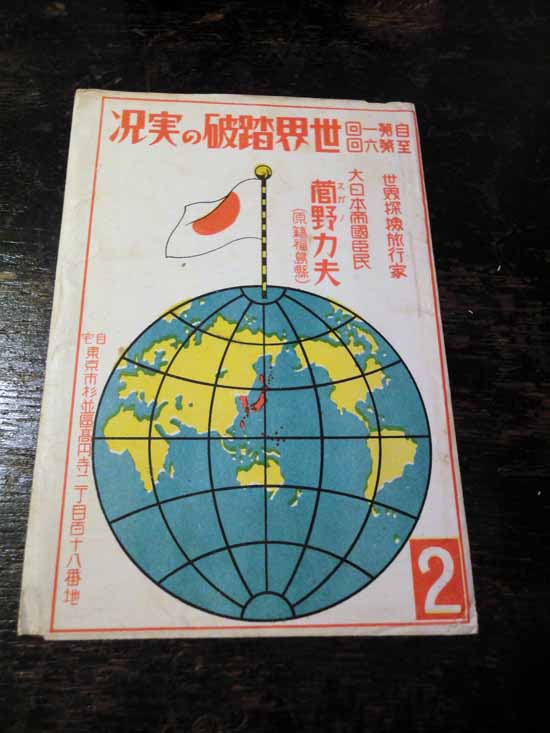 自第一回
至第六回
世界踏破の実況
世界探険旅行家
大日本帝國臣民
スガノ
菅野力夫
(原籍福島縣)
自宅
東京市杉並區高円寺一丁目百十八番地
2